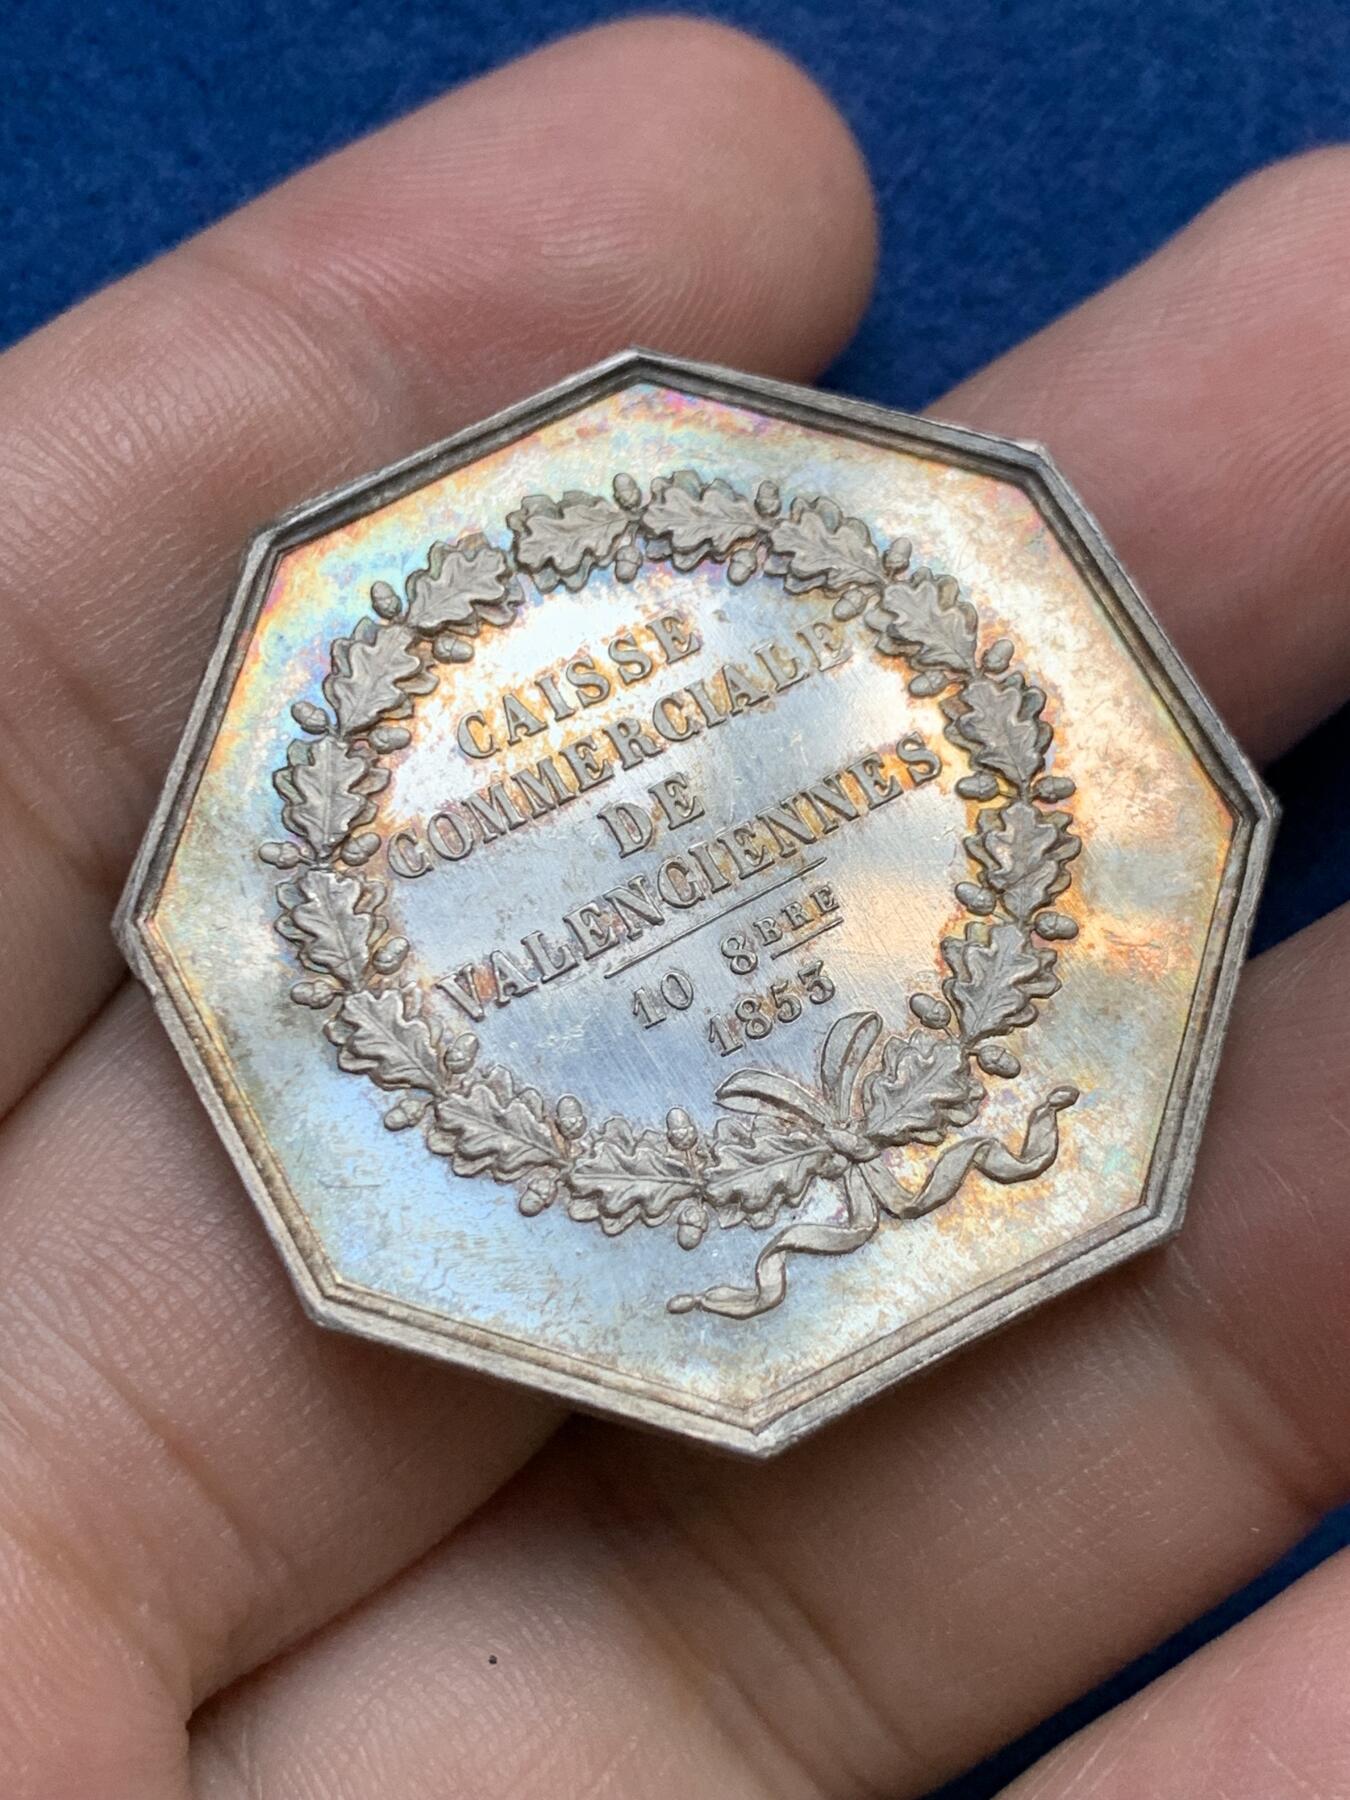 CAISSE
COMMERCIALE
DE
VALENCIENNES
10 8BRE
1853